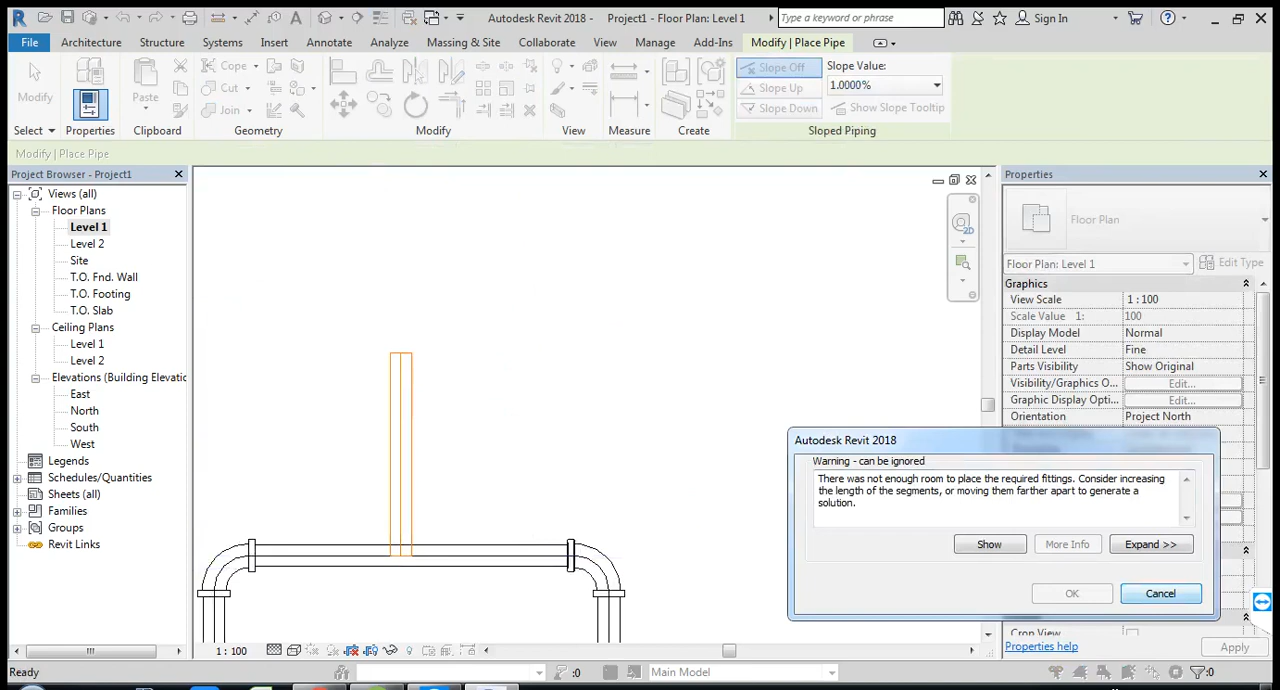 Autodesk Revit 2018 - Project1 - Floor Plan: Level 1
Type a keyword or phrase
Sign In
File Architecture Structure Systems Insert Annotate Analyze Massing & Site Collaborate View Manage Add-Ins Modify | Place Pipe
Modify
Paste
Cope
Cut
Join
Slope Off
Slope Up
Slope Down
Slope Value:
1.0000%
Show Slope Tooltip
Select Properties Clipboard Geometry Modify View Measure Create Sloped Piping
Modify | Place Pipe
Project Browser - Project1
Views (all)
Floor Plans
Level 1
Level 2
Site
T.O. Fnd. Wall
T.O. Footing
T.O. Slab
Ceiling Plans
Level 1
Level 2
Elevations (Building Elevatio
East
North
South
West
Legends
Schedules/Quantities
Sheets (all)
Families
Groups
Revit Links
2D
Properties
Floor Plan
Floor Plan: Level 1
Edit Type
Graphics
View Scale 1 : 100
Scale Value 1: 100
Display Model Normal
Detail Level Fine
Parts Visibility Show Original
Visibility/Graphics O... Edit...
Graphic Display Opti... Edit...
Orientation Project North
Autodesk Revit 2018
Warning - can be ignored
There was not enough room to place the required fittings. Consider increasing
the length of the segments, or moving them farther apart to generate a
solution.
Show More Info Expand >>
OK Cancel
Crop View
Properties help Apply
1 : 100
Ready
:0
Main Model
:0